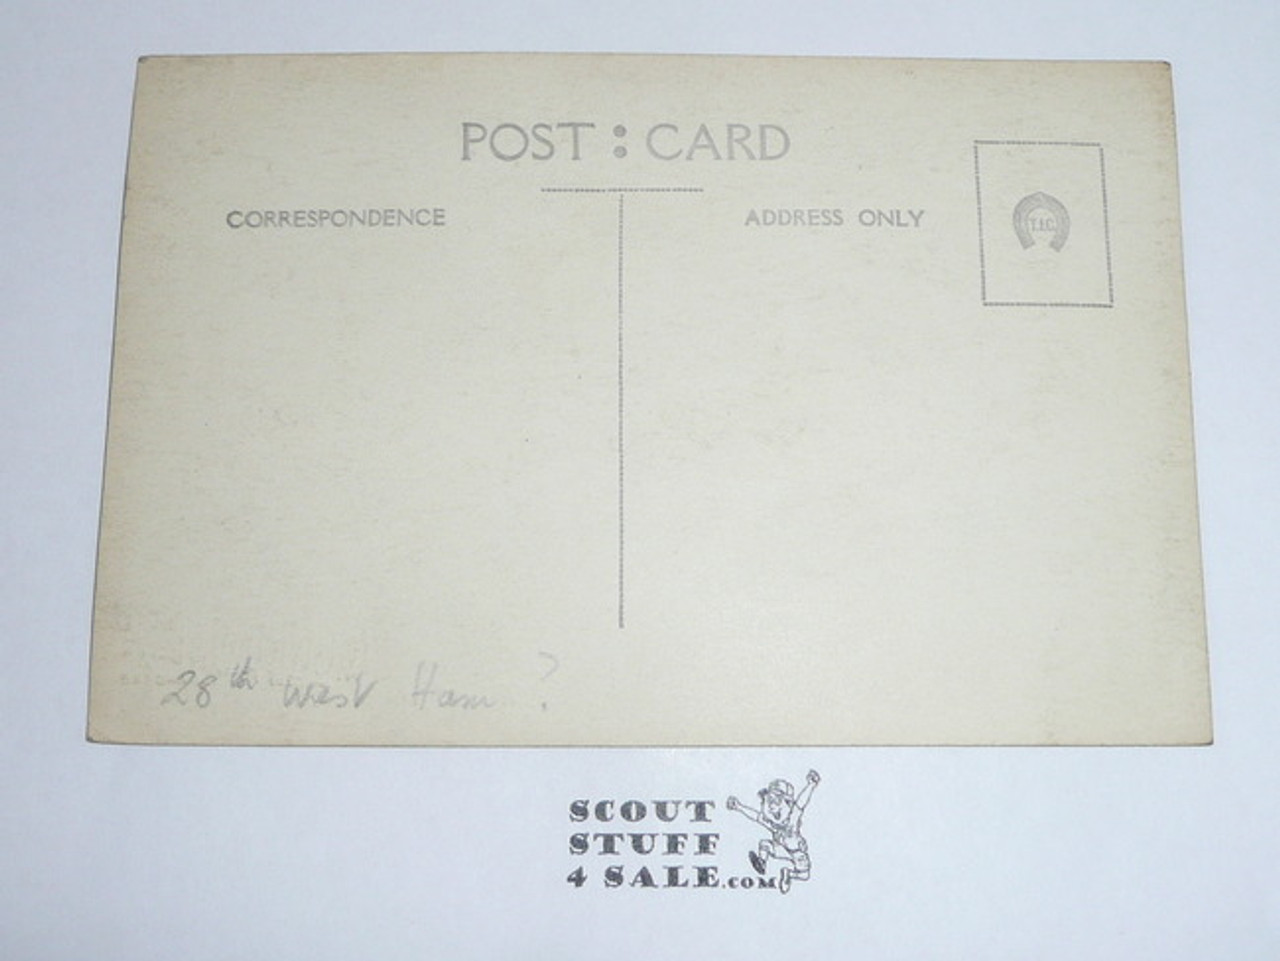 POST : CARD
CORRESPONDENCE
ADDRESS ONLY
T.I.C.
28th west Ham ?
SCOUT
STUFF
4 SALE.COM